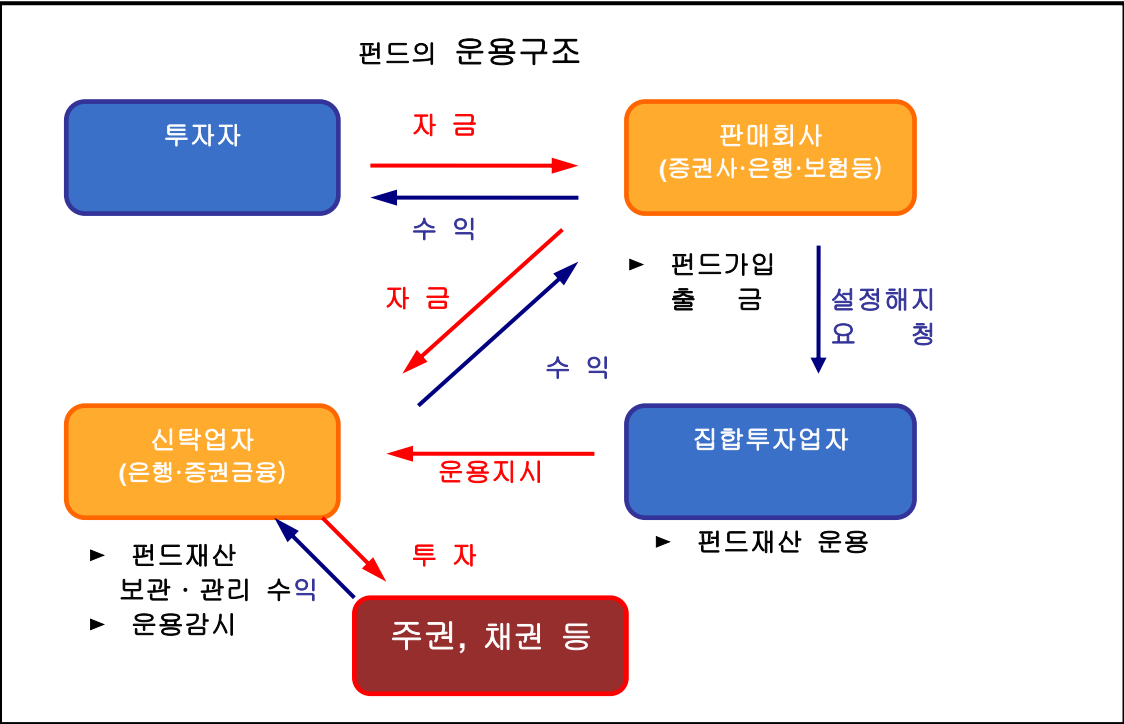 펀드의 운용구조
투자자
자 금
판매회사
(증권사·은행·보험등)
수 익
► 펀드가입
출 금
자 금
설정해지
요 청
수 익
신탁업자
(은행·증권금융)
집합투자업자
운용지시
► 펀드재산 운용
► 펀드재산
보관·관리 수익
► 운용감시
투 자
주권, 채권 등